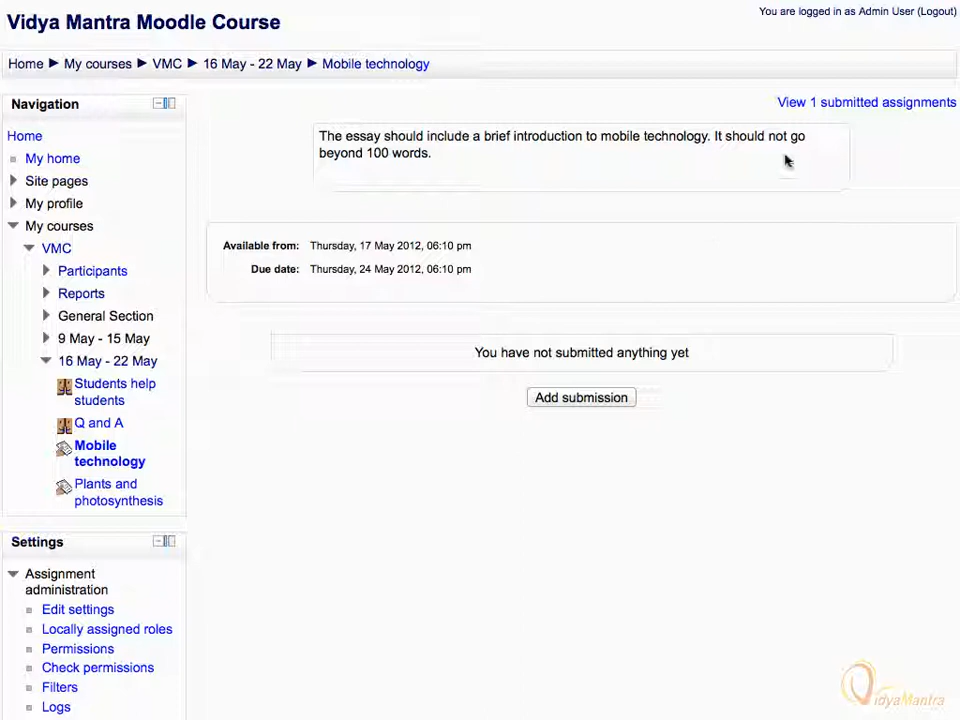 Vidya Mantra Moodle Course
You are logged in as Admin User (Logout)
Home ► My courses ► VMC ► 16 May - 22 May ► Mobile technology
Navigation
Home
My home
Site pages
My profile
My courses
VMC
Participants
Reports
General Section
9 May - 15 May
16 May - 22 May
Students help
students
Q and A
Mobile
technology
Plants and
photosynthesis
Settings
Assignment
administration
Edit settings
Locally assigned roles
Permissions
Check permissions
Filters
Logs
View 1 submitted assignments
The essay should include a brief introduction to mobile technology. It should not go
beyond 100 words.
Available from: Thursday, 17 May 2012, 06:10 pm
Due date: Thursday, 24 May 2012, 06:10 pm
You have not submitted anything yet
Add submission
VidyaMantra